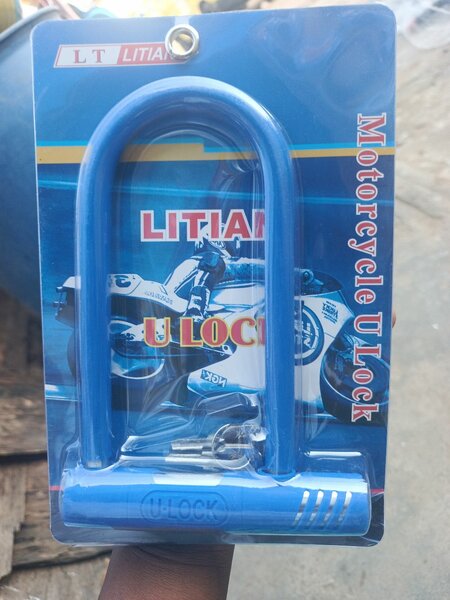 LT LITIAN
Motorcycle U Lock
LITIAN
U LOCK
U-LOCK